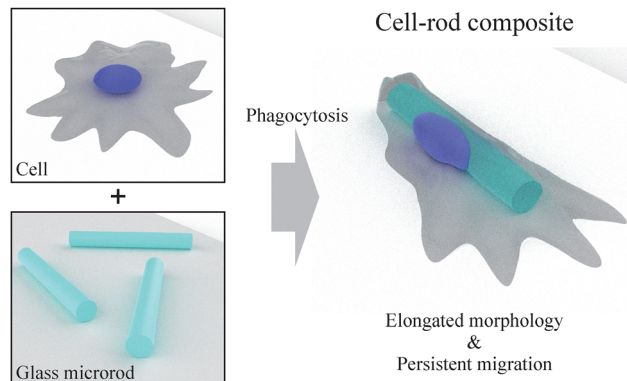 Cell
+
Glass microrod
Phagocytosis
Cell-rod composite
Elongated morphology
&
Persistent migration